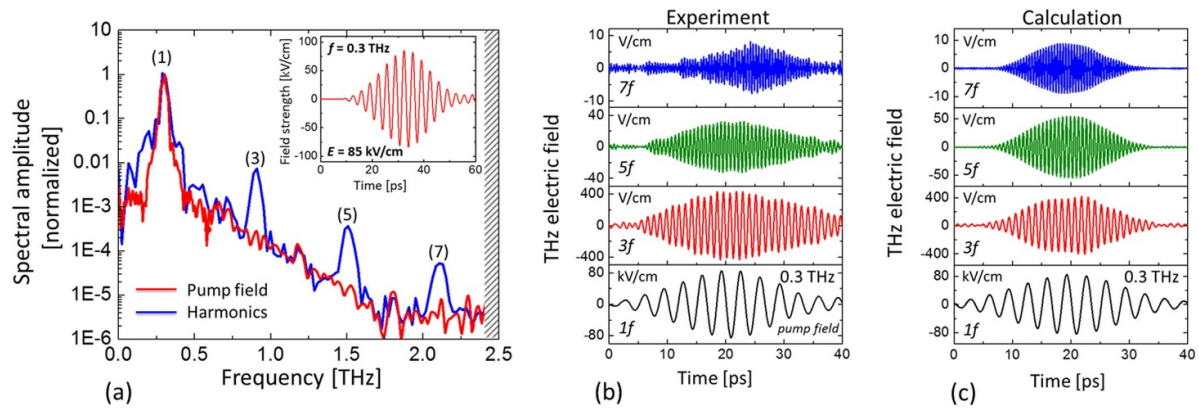 Spectral amplitude
[normalized]
10
1
0.1
0.01
1E-3
1E-4
1E-5
1E-6
(1)
(3)
(5)
(7)
Pump field
Harmonics
0.0
0.5
1.0
1.5
2.0
2.5
Frequency [THz]
(a)
Field strength [kV/cm]
100
50
0
-50
-100
f = 0.3 THz
E = 85 kV/cm
0
20
40
60
Time [ps]
Experiment
THz electric field
10
0
-10
V/cm
7f
40
0
-40
V/cm
5f
400
0
-400
V/cm
3f
80
0
-80
kV/cm
0.3 THz
1f
pump field
0
10
20
30
40
Time [ps]
(b)
Calculation
THz electric field
10
0
-10
V/cm
7f
50
0
-50
V/cm
5f
400
0
-400
V/cm
3f
80
0
-80
kV/cm
0.3 THz
1f
0
10
20
30
40
Time [ps]
(c)